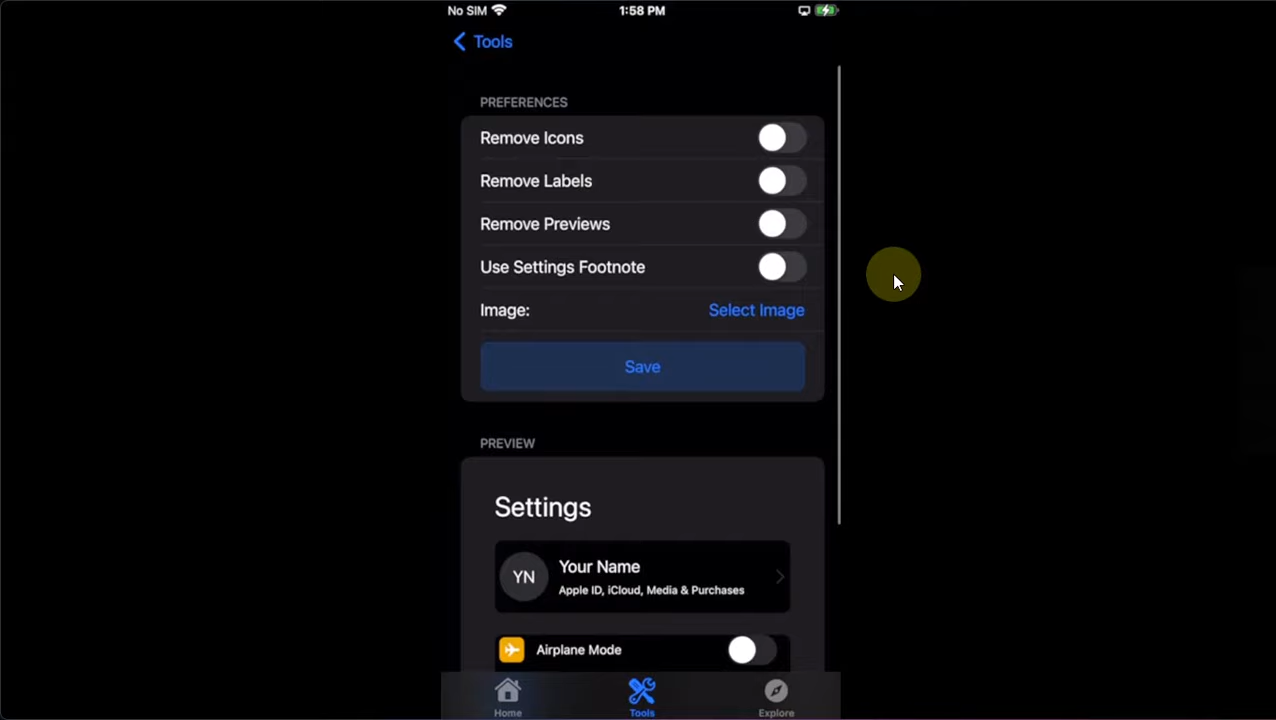 No SIM
1:58 PM
Tools
PREFERENCES
Remove Icons
Remove Labels
Remove Previews
Use Settings Footnote
Image:
Select Image
Save
PREVIEW
Settings
YN
Your Name
Apple ID, iCloud, Media & Purchases
Airplane Mode
Home
Tools
Explore